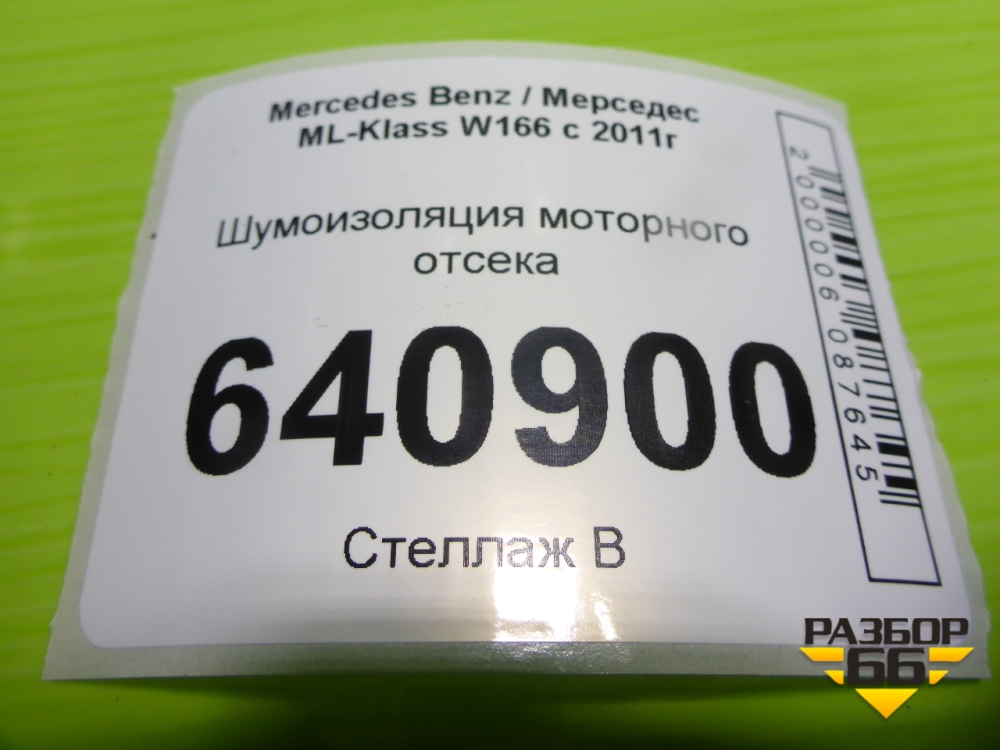 Mercedes Benz / Мерседес
ML-Klass W166 с 2011г
Шумоизоляция моторного
отсека
640900
Стеллаж В
2000006087645
РАЗБОР
66